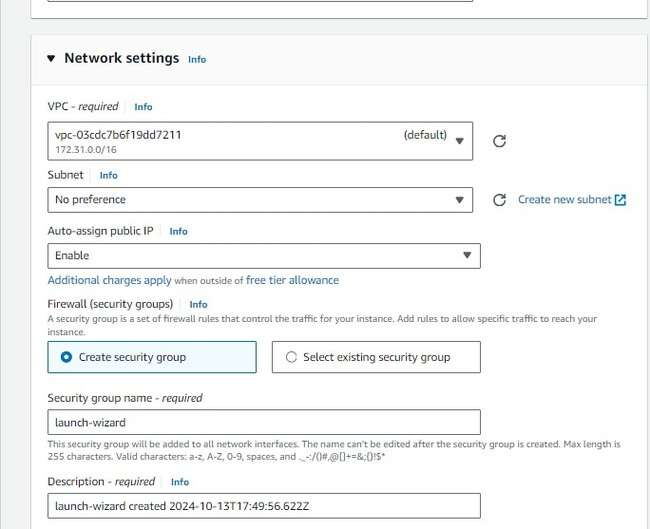 Network settings Info
VPC - required Info
vpc-03cdc7b6f19dd7211 (default)
172.31.0.0/16
Subnet Info
No preference
Create new subnet
Auto-assign public IP Info
Enable
Additional charges apply when outside of free tier allowance
Firewall (security groups) Info
A security group is a set of firewall rules that control the traffic for your instance. Add rules to allow specific traffic to reach your
instance.
Create security group
Select existing security group
Security group name - required
launch-wizard
This security group will be added to all network interfaces. The name can't be edited after the security group is created. Max length is
255 characters. Valid characters: a-z, A-Z, 0-9, spaces, and ._-:/()#,@[]+=&;{}!$*
Description - required Info
launch-wizard created 2024-10-13T17:49:56.622Z